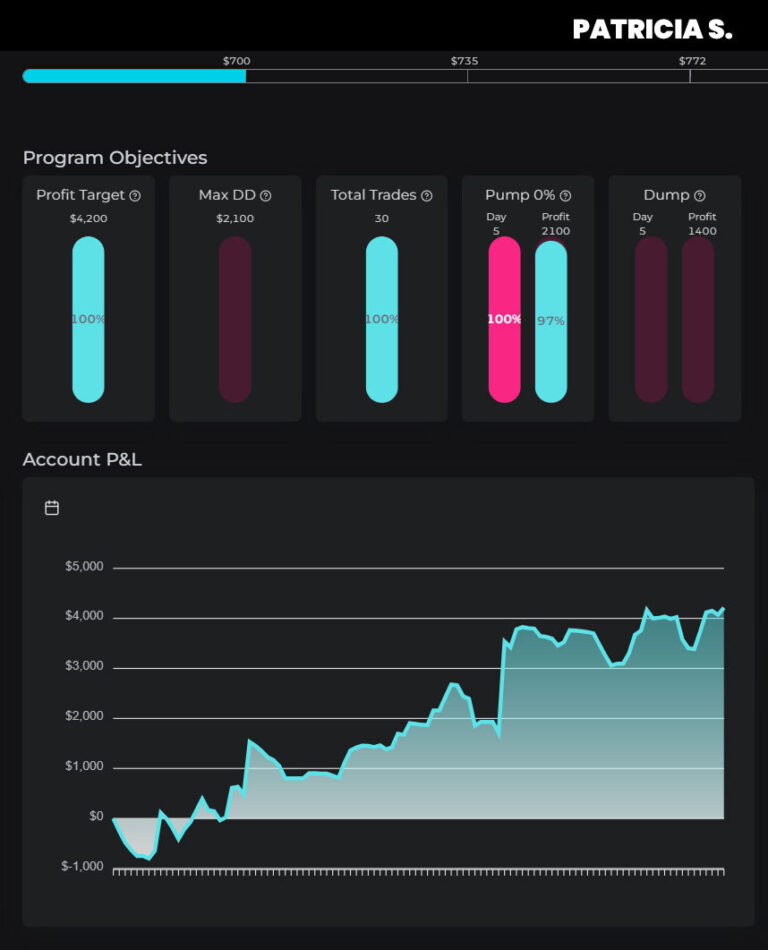 PATRICIA S.
$700 $735 $772
Program Objectives
Profit Target Max DD Total Trades Pump 0% Dump
$4,200 $2,100 30 Day Profit Day Profit
5 2100 5 1400
100% 100% 100% 97%
Account P&L
$5,000
$4,000
$3,000
$2,000
$1,000
$0
$-1,000